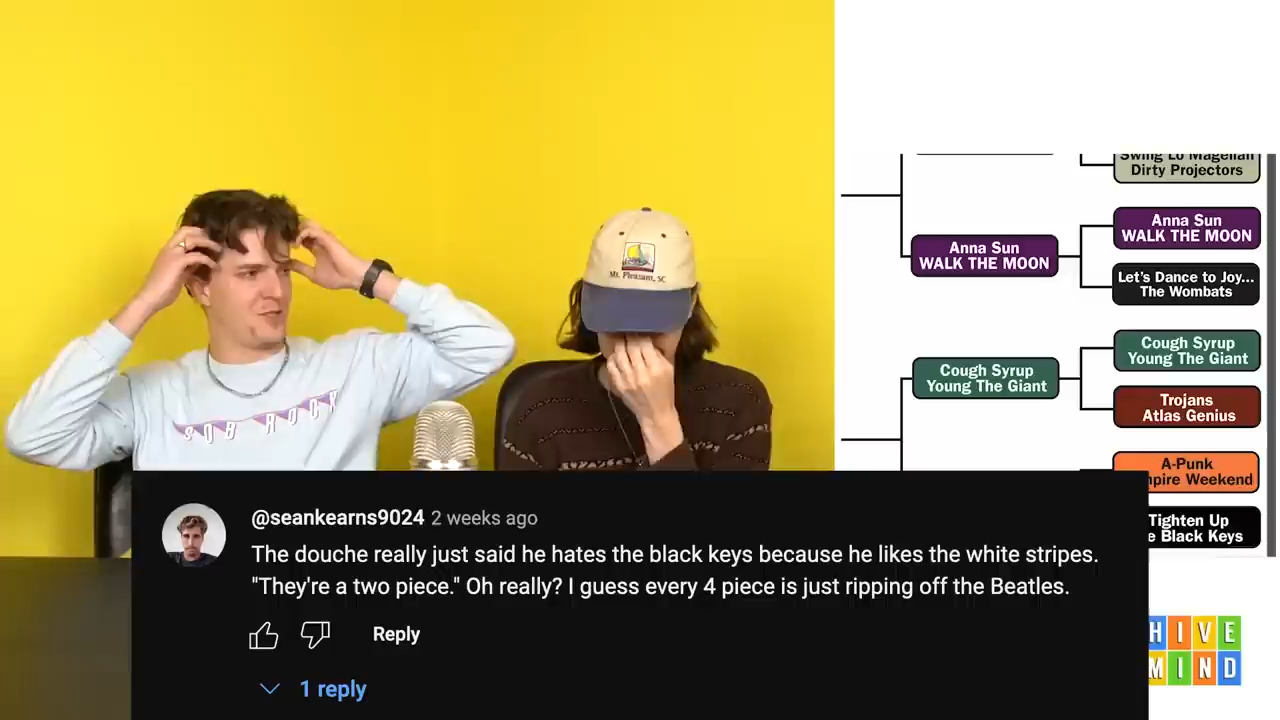 Swing Lo Magellan
Dirty Projectors
Anna Sun
WALK THE MOON
Anna Sun
WALK THE MOON
Let's Dance to Joy...
The Wombats
Cough Syrup
Young The Giant
Cough Syrup
Young The Giant
Trojans
Atlas Genius
A-Punk
mpire Weekend
Tighten Up
e Black Keys
Mt. Pleasant, SC
SOB ROCK
@seankearns9024 2 weeks ago
The douche really just said he hates the black keys because he likes the white stripes.
"They're a two piece." Oh really? I guess every 4 piece is just ripping off the Beatles.
Reply
1 reply
HIVE
MIND